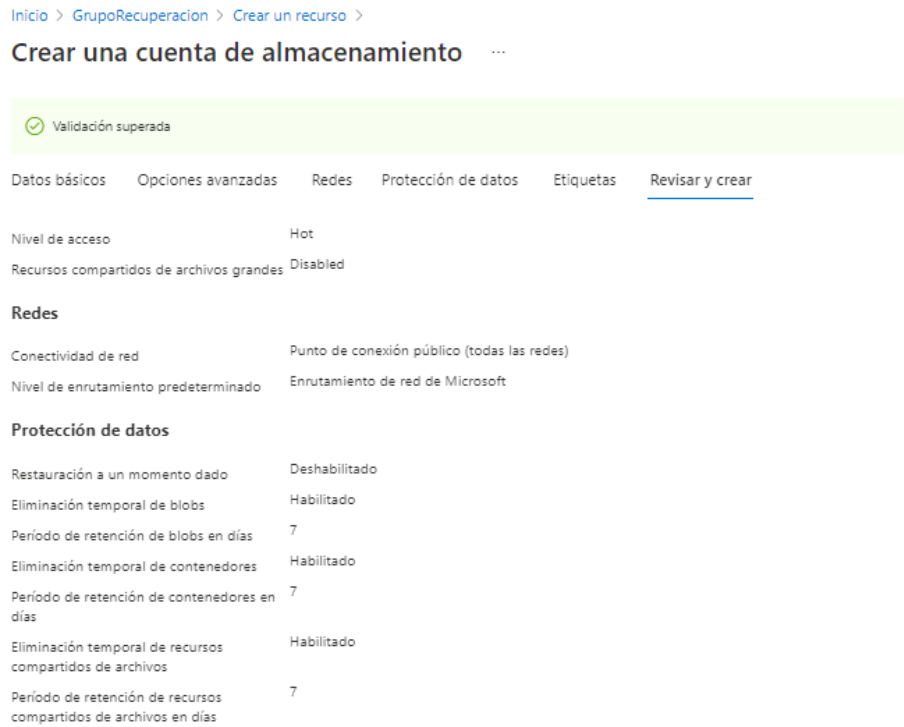 Inicio > GrupoRecuperacion > Crear un recurso >
Crear una cuenta de almacenamiento ...
Validación superada
Datos básicos Opciones avanzadas Redes Protección de datos Etiquetas Revisar y crear
Nivel de acceso Hot
Recursos compartidos de archivos grandes Disabled
Redes
Conectividad de red Punto de conexión público (todas las redes)
Nivel de enrutamiento predeterminado Enrutamiento de red de Microsoft
Protección de datos
Restauración a un momento dado Deshabilitado
Eliminación temporal de blobs Habilitado
Período de retención de blobs en días 7
Eliminación temporal de contenedores Habilitado
Período de retención de contenedores en 7
días
Eliminación temporal de recursos Habilitado
compartidos de archivos
Período de retención de recursos 7
compartidos de archivos en días